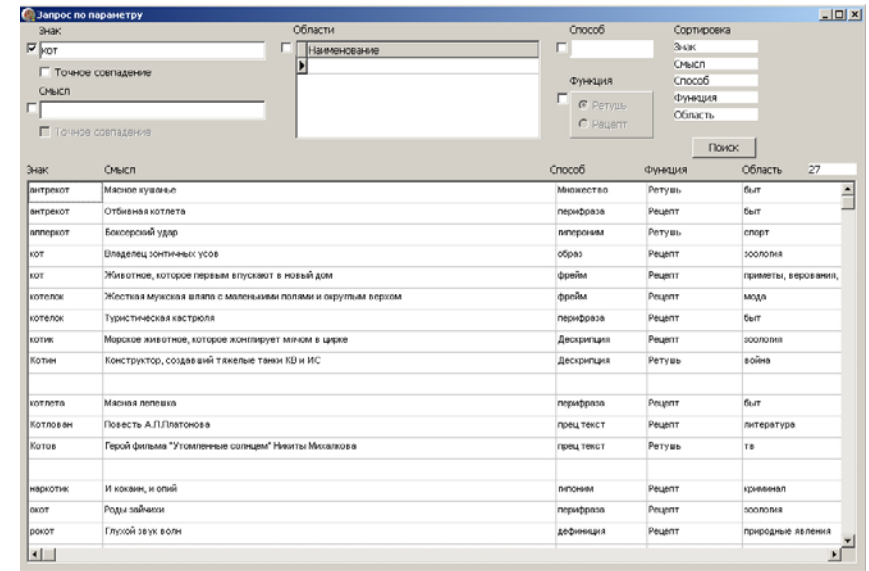 Запрос по параметру
Знак
Области
Способ
Сортировка
кот
Наименование
Знак
Точное совпадение
Смысл
Смысл
Функция
Способ
Ретушь
Функция
Рецепт
Область
Точное совпадение
Поиск
Знак Смысл Способ Функция Область 27
антрекот Мясное кушанье Множество Ретушь быт
антрекот Отбивная котлета перифраза Рецепт быт
апперкот Боксерский удар гипероним Ретушь спорт
кот Владелец зонтичных усов образ Рецепт зоология
кот Животное, которое первым впускают в новый дом фрейм Рецепт приметы, верования,
котелок Жесткая мужская шляпа с маленькими полями и округлым верхом фрейм Рецепт мода
котелок Туристическая кастрюля перифраза Рецепт быт
котик Морское животное, которое жонглирует мячом в цирке Дескрипция Рецепт зоология
Котин Конструктор, создавший тяжелые танки КВ и ИС Дескрипция Ретушь война
котлета Мясная лепешка перифраза Рецепт быт
Котлован Повесть А.П.Платонова прец текст Рецепт литература
Котов Герой фильма "Утомленные солнцем" Никиты Михалкова прец текст Ретушь тв
наркотик И кокаин, и опий гипоним Рецепт криминал
окот Роды зайчихи перифраза Рецепт зоология
рокот Глухой звук волн дефиниция Рецепт природные явления